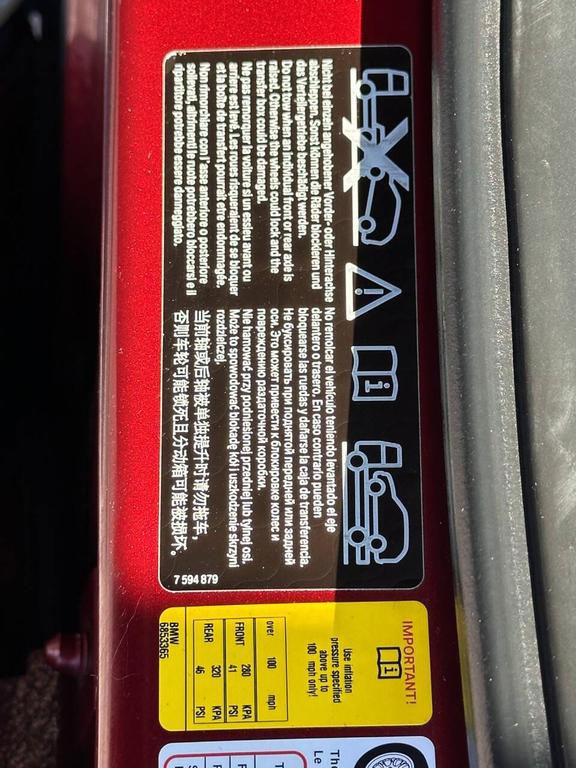 Nicht bei einzeln angehobener Vorder- oder Hinterachse
abschleppen. Sonst können die Räder blockieren und
das Verteilergetriebe beschädigt werden.
Do not tow when an individual front or rear axle is
raised. Otherwise the wheels could lock and the
transfer box could be damaged.
Ne pas remorquer la voiture si un essieu avant ou
arrière est levé. Les roues risqueraient de se bloquer
et la boîte de transfert pourrait être endommagée.
Non rimorchiare con l'asse anteriore o posteriore
sollevati, altrimenti le ruote potrebbero bloccarsi e il
ripartitore potrebbe essere danneggiato.
No remolcar el vehículo teniendo levantado el eje
delantero o trasero. En caso contrario pueden
bloquearse las ruedas y dañarse la caja de transferencia.
Не буксировать при поднятой передней или задней
оси. Это может привести к блокировке колес и
повреждению раздаточной коробки.
Nie hamować przy podniesionej przedniej lub tylnej osi.
Może to spowodować blokadę kół i uszkodzenie skrzyni
rozdzielczej.
当前轴或后轴被单独提升时请勿拖车,
否则车轮可能锁死且分动箱可能被损坏.
7 594 879
IMPORTANT!
Use inflation
pressure specified
above up to
100 mph only!
over 100 mph
FRONT 280 KPA
41 PSI
REAR 320 KPA
46 PSI
BMW
6853365
The
Le